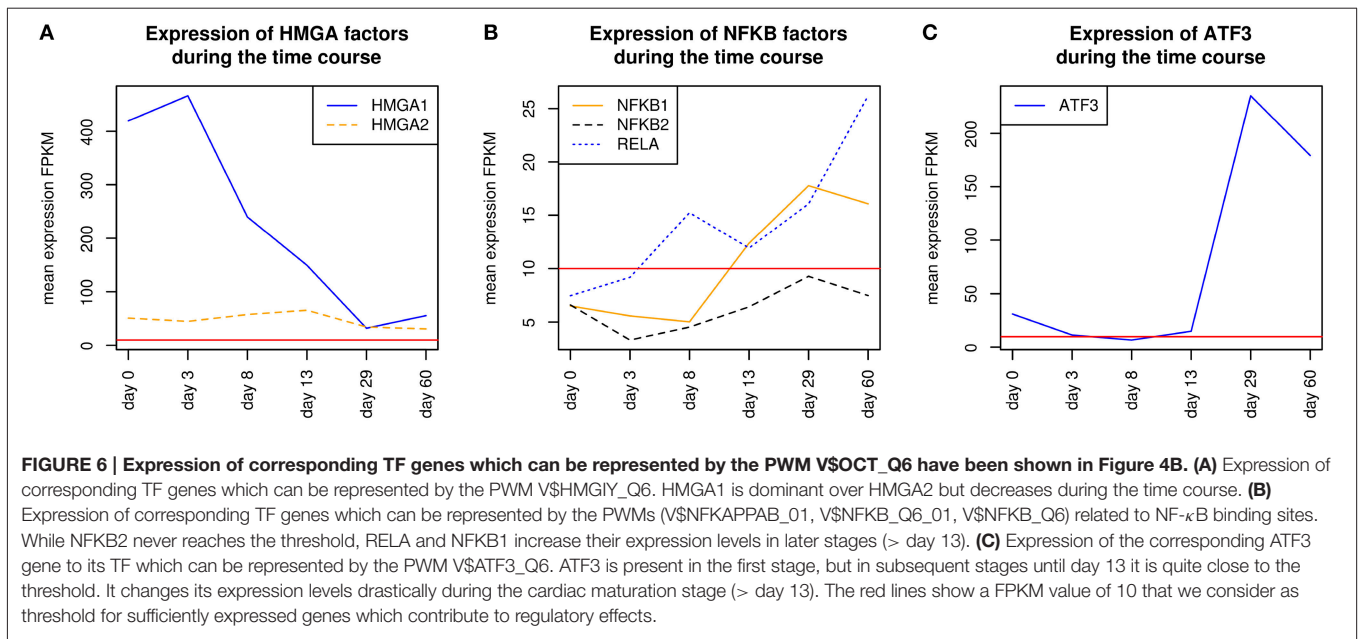 A
Expression of HMGA factors
during the time course
mean expression FPKM
0
100
200
300
400
HMGA1
HMGA2
day 0
day 3
day 8
day 13
day 29
day 60
B
Expression of NFKB factors
during the time course
mean expression FPKM
5
10
15
20
25
NFKB1
NFKB2
RELA
day 0
day 3
day 8
day 13
day 29
day 60
C
Expression of ATF3
during the time course
mean expression FPKM
0
50
100
150
200
ATF3
day 0
day 3
day 8
day 13
day 29
day 60
FIGURE 6 | Expression of corresponding TF genes which can be represented by the PWM V$OCT_Q6 have been shown in Figure 4B. (A) Expression of
corresponding TF genes which can be represented by the PWM V$HMGIY_Q6. HMGA1 is dominant over HMGA2 but decreases during the time course. (B)
Expression of corresponding TF genes which can be represented by the PWMs (V$NFKAPPAB_01, V$NFKB_Q6_01, V$NFKB_Q6) related to NF-κB binding sites.
While NFKB2 never reaches the threshold, RELA and NFKB1 increase their expression levels in later stages (> day 13). (C) Expression of the corresponding ATF3
gene to its TF which can be represented by the PWM V$ATF3_Q6. ATF3 is present in the first stage, but in subsequent stages until day 13 it is quite close to the
threshold. It changes its expression levels drastically during the cardiac maturation stage (> day 13). The red lines show a FPKM value of 10 that we consider as
threshold for sufficiently expressed genes which contribute to regulatory effects.